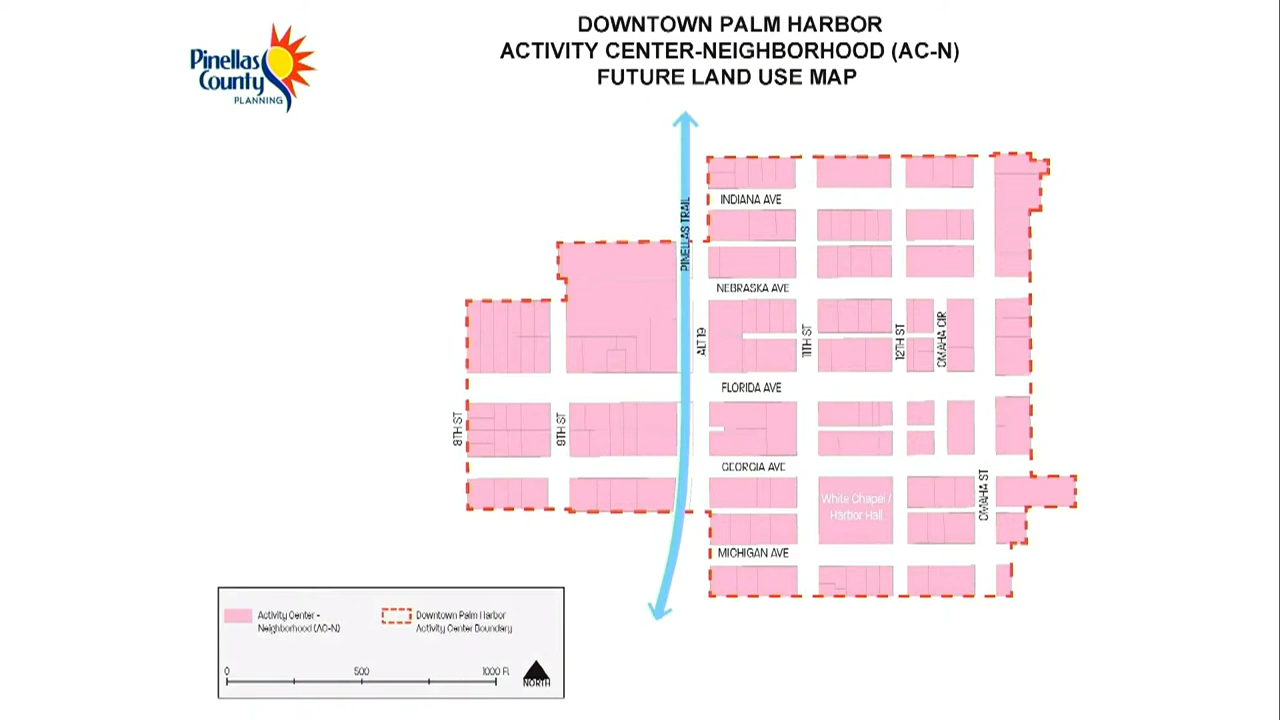 Pinellas
County
PLANNING
DOWNTOWN PALM HARBOR
ACTIVITY CENTER-NEIGHBORHOOD (AC-N)
FUTURE LAND USE MAP
PINELLAS TRAIL
INDIANA AVE
NEBRASKA AVE
ALT 19
11TH ST
12TH ST
OMAHA CIR
FLORIDA AVE
8TH ST
9TH ST
GEORGIA AVE
OMAHA ST
White Chapel /
Harbor Hall
MICHIGAN AVE
Activity Center -
Neighborhood (AC-N)
Downtown Palm Harbor
Activity Center Boundary
0 500 1000 Ft.
NORTH